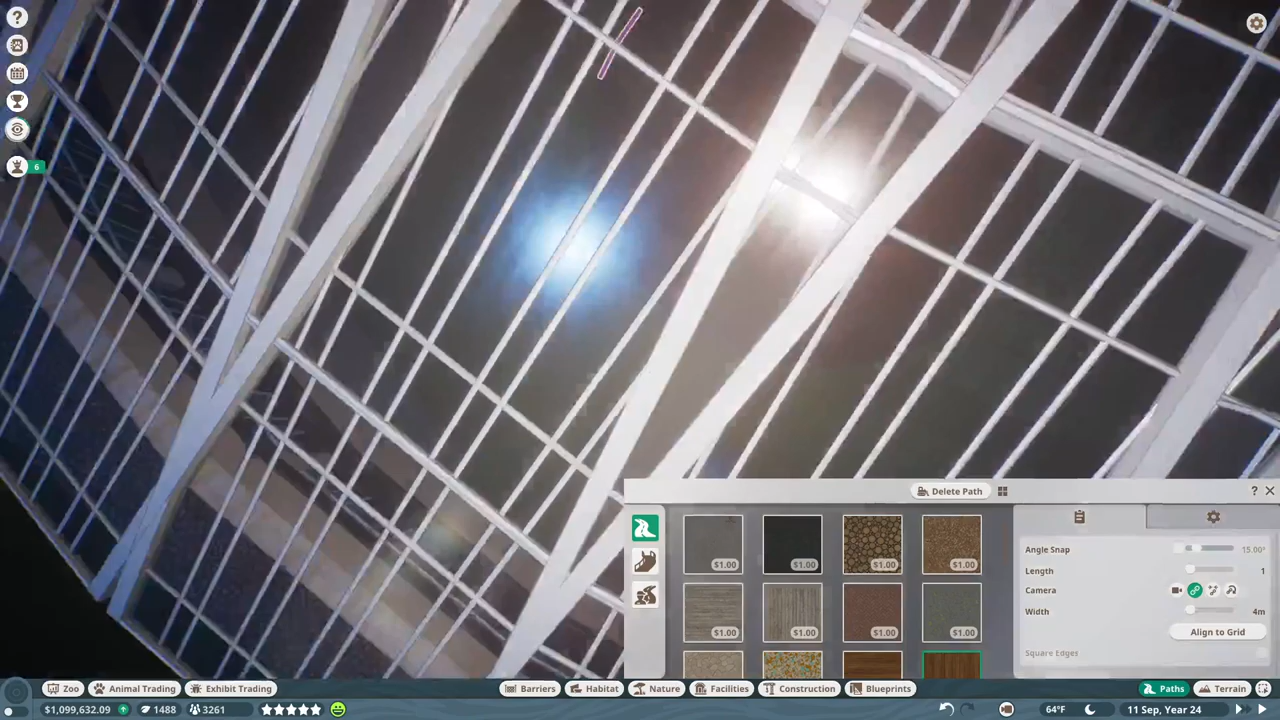 ?
6
Delete Path
?
$1.00 $1.00 $1.00 $1.00
$1.00 $1.00 $1.00 $1.00
Angle Snap 15.00°
Length 1
Camera
Width 4m
Align to Grid
Square Edges
Zoo Animal Trading Exhibit Trading Barriers Habitat Nature Facilities Construction Blueprints Paths Terrain
$1,099,632.09 1488 3261 64°F 11 Sep, Year 24